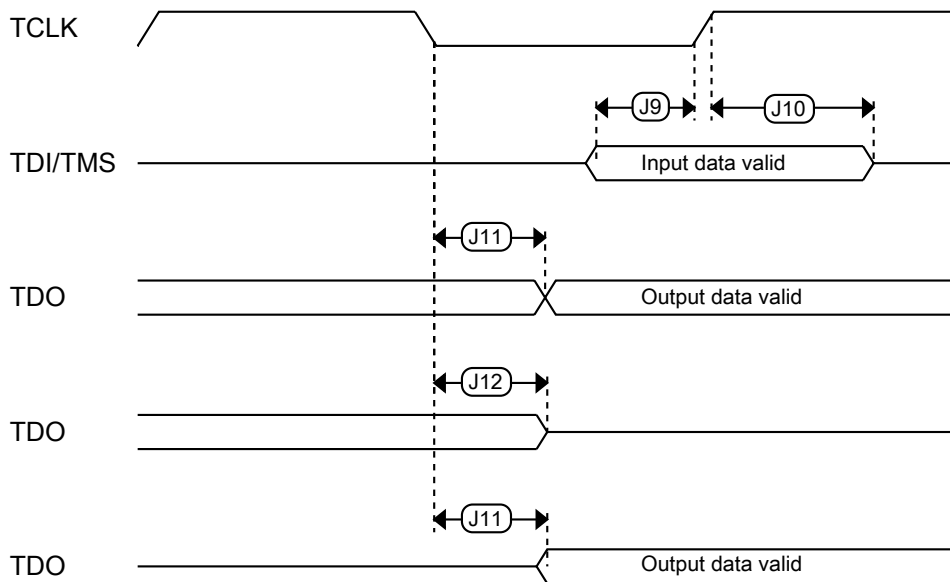 TCLK
J9
J10
TDI/TMS
Input data valid
J11
TDO
Output data valid
J12
TDO
J11
TDO
Output data valid